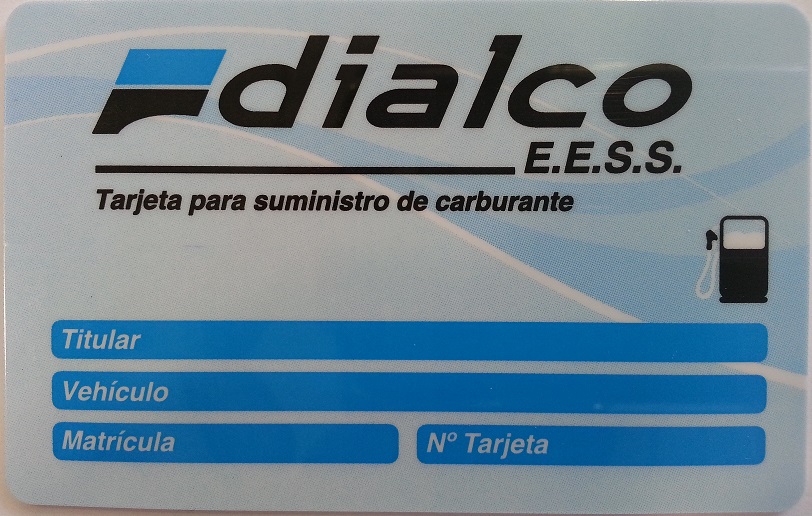 dialco
E.E.S.S.
Tarjeta para suministro de carburante
Titular
Vehículo
Matrícula Nº Tarjeta